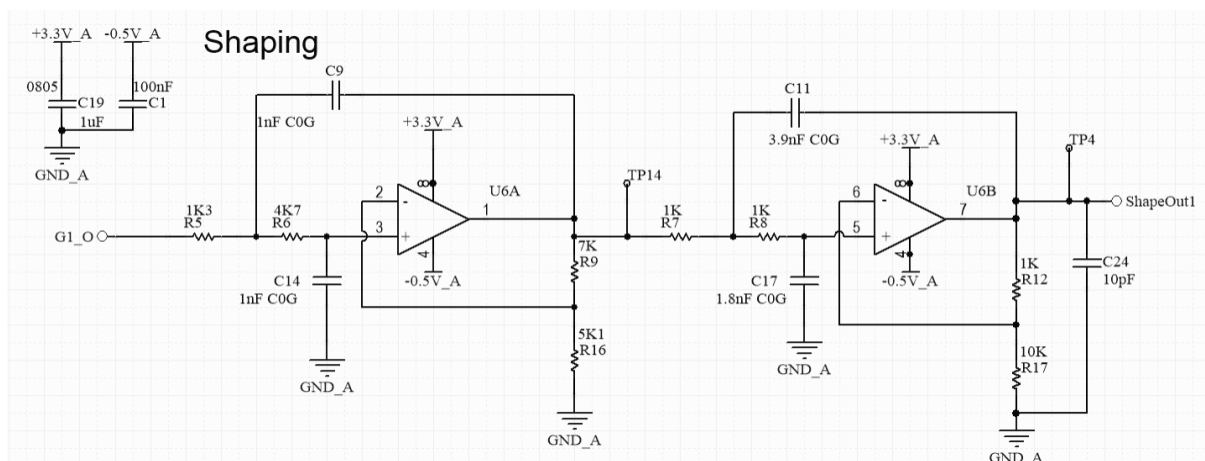 Shaping
+3.3V_A
-0.5V_A
0805
100nF
C19
C1
1uF
GND_A
C9
1nF C0G
+3.3V_A
8
U6A
2
-
1
3
+
4
-0.5V_A
G1_O
1K3
R5
4K7
R6
C14
1nF C0G
GND_A
7K
R9
5K1
R16
GND_A
TP14
1K
R7
1K
R8
C11
3.9nF C0G
+3.3V_A
8
U6B
6
-
7
5
+
4
-0.5V_A
C17
1.8nF C0G
GND_A
TP4
ShapeOut1
1K
R12
C24
10pF
10K
R17
GND_A